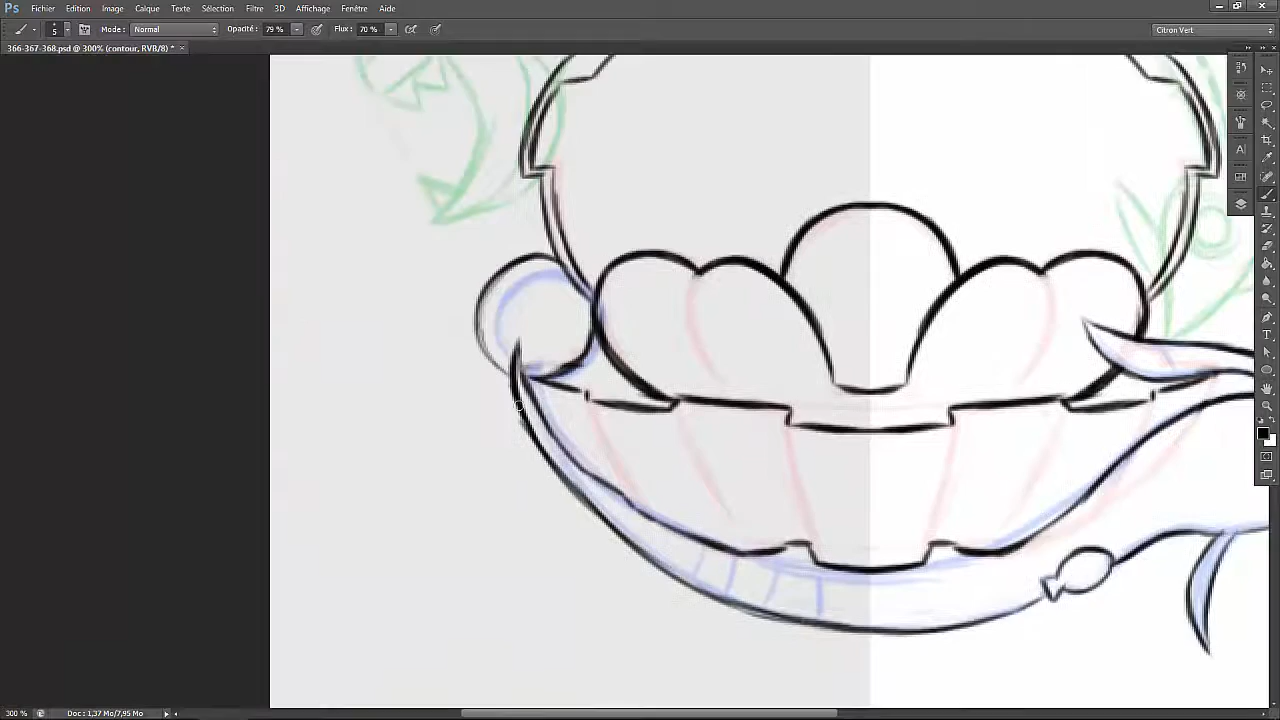 Ps Fichier Edition Image Calque Texte Sélection Filtre 3D Affichage Fenêtre Aide
5 Mode: Normal Opacité: 79 % Flux: 70 % Citron Vert
366-367-368.psd @ 300% (contour, RVB/8) * ×
A
T
300 % Doc: 1,37 Mo/7,95 Mo